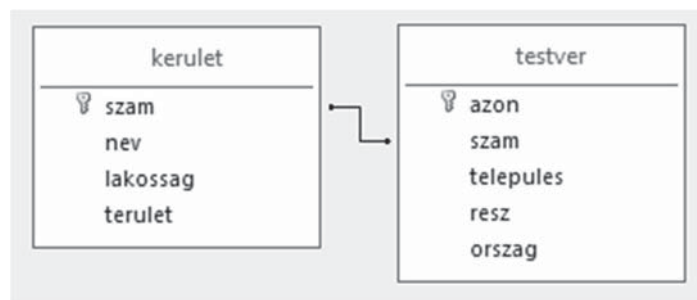 kerulet
szam
nev
lakossag
terulet
testver
azon
szam
telepules
resz
orszag